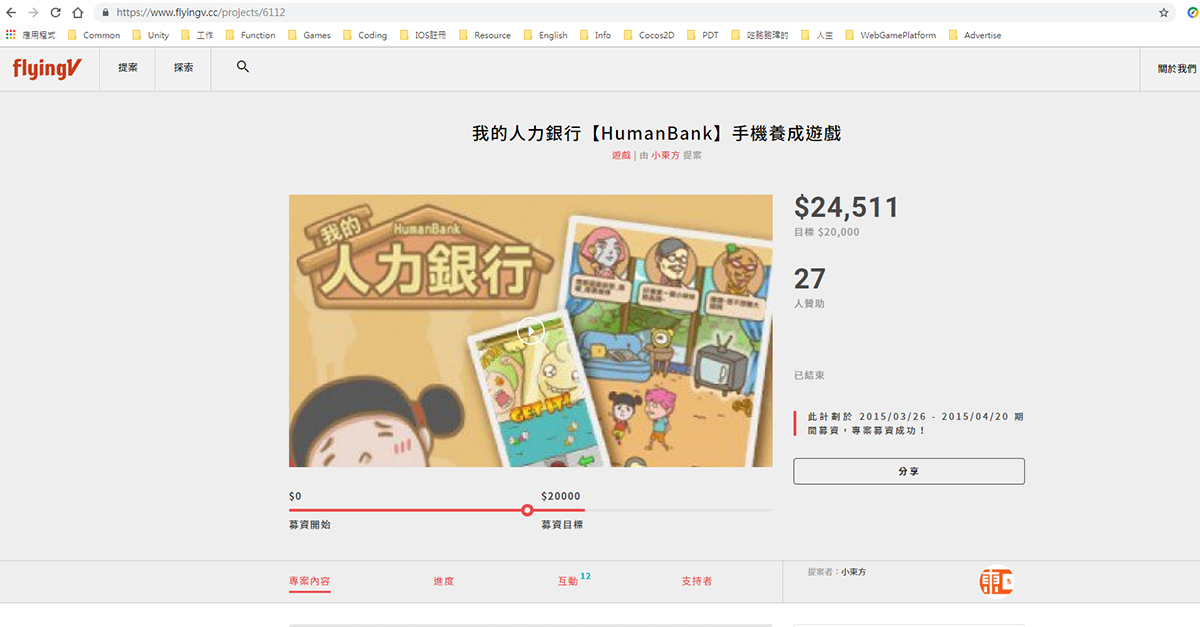 https://www.flyingv.cc/projects/6112
應用程式 Common Unity 工作 Function Games Coding IOS註冊 Resource English Info Cocos2D PDT 吃飽飽瑋的 人生 WebGamePlatform Advertise
flyingV 提案 探索 關於我們
我的人力銀行【HumanBank】手機養成遊戲
遊戲 | 由 小東方 提案
我的
HumanBank
人力銀行
GET IT!
$24,511
目標 $20,000
27
人贊助
已結束
此計劃於 2015/03/26 - 2015/04/20 期
間募資，專案募資成功！
分享
$0 $20000
募資開始 募資目標
專案內容 進度 互動 12 支持者
提案者：小東方